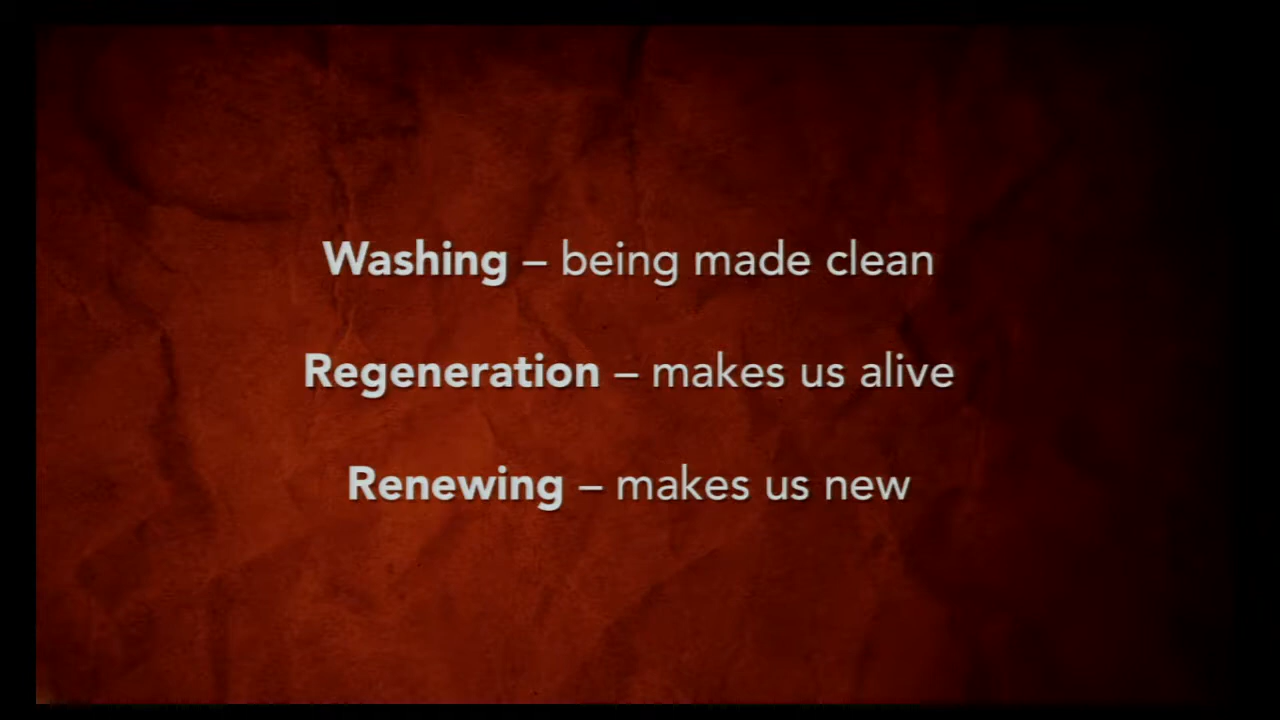 Washing – being made clean
Regeneration – makes us alive
Renewing – makes us new